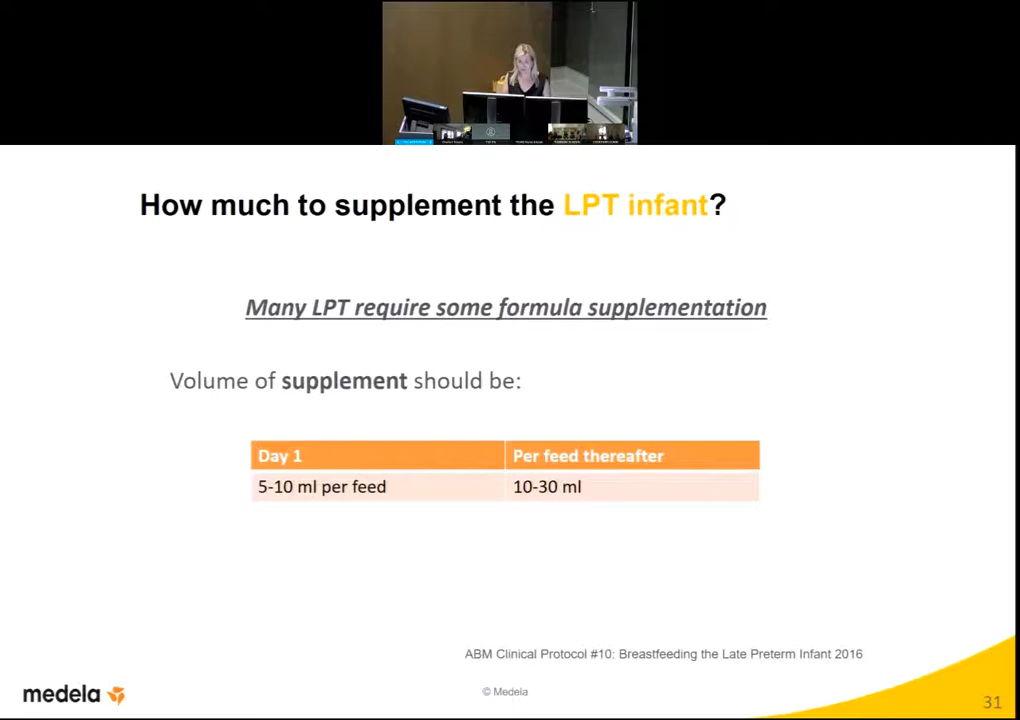 How much to supplement the LPT infant?
Many LPT require some formula supplementation
Volume of supplement should be:
Day 1 Per feed thereafter
5-10 ml per feed 10-30 ml
ABM Clinical Protocol #10: Breastfeeding the Late Preterm Infant 2016
medela
© Medela
31